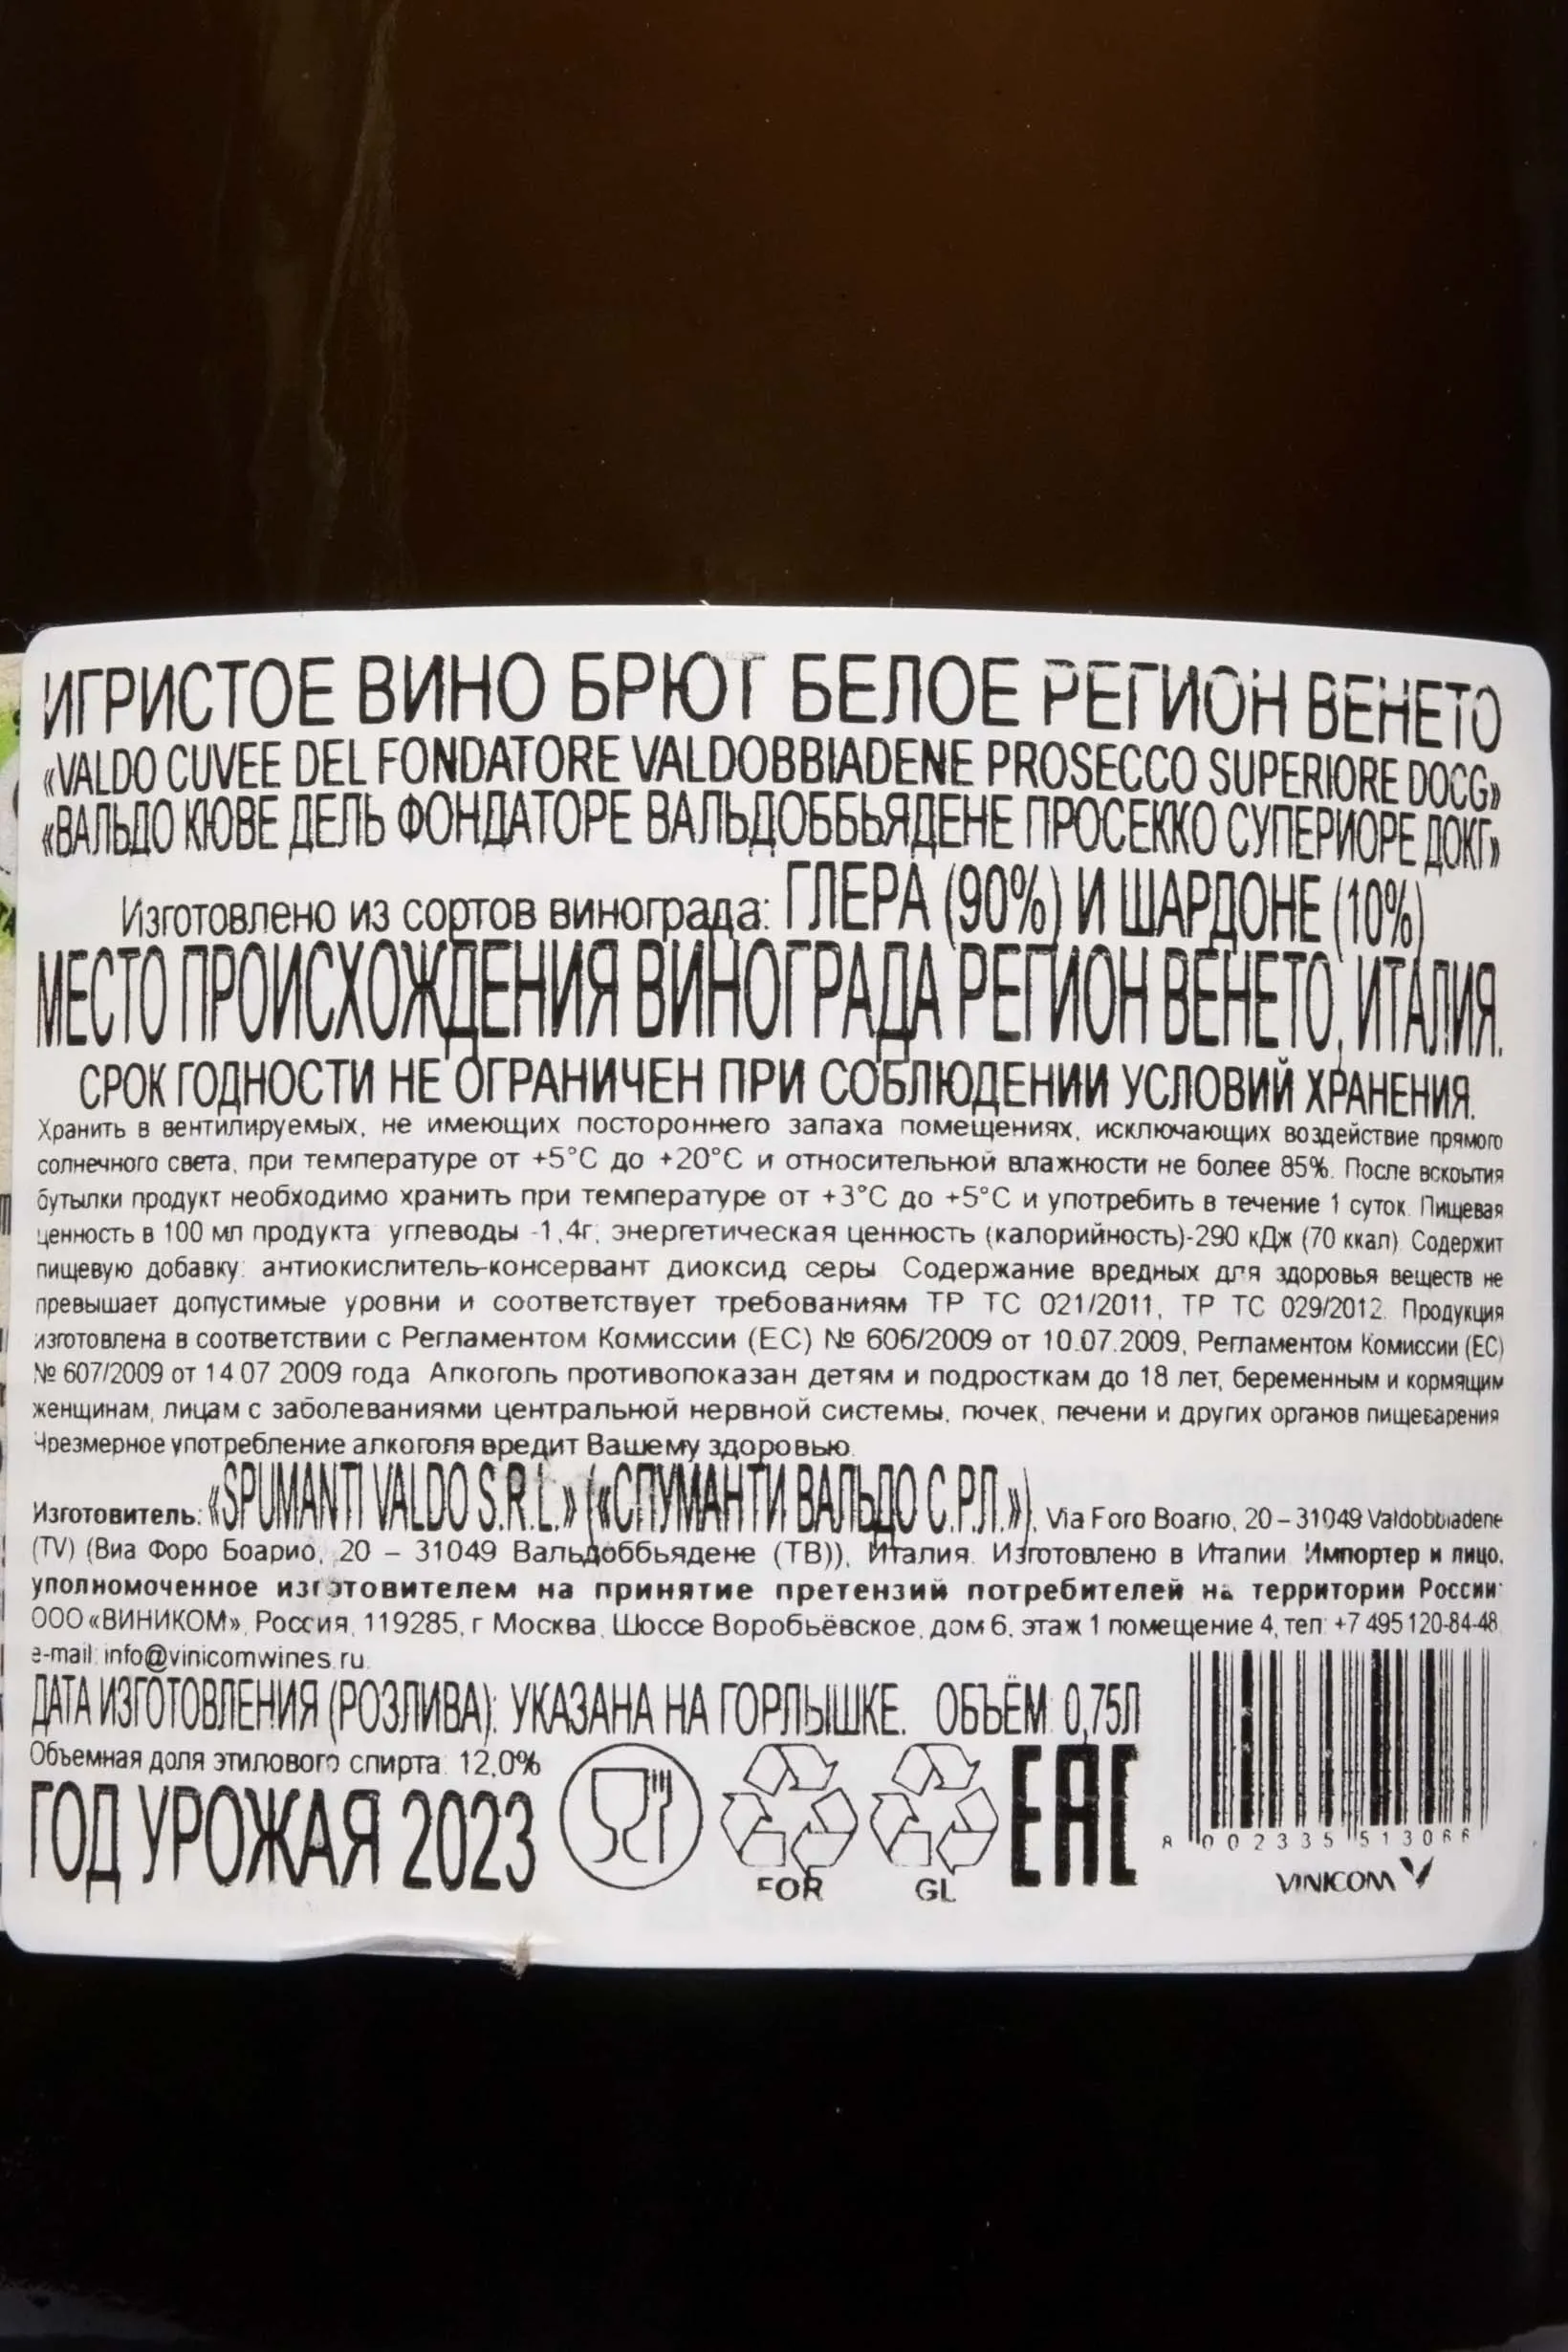 ИГРИСТОЕ ВИНО БРЮТ БЕЛОЕ РЕГИОН ВЕНЕТО
«VALDO CUVEE DEL FONDATORE VALDOBBIADENE PROSECCO SUPERIORE DOCG»
«ВАЛЬДО КЮВЕ ДЕЛЬ ФОНДАТОРЕ ВАЛЬДОББЬЯДЕНЕ ПРОСЕККО СУПЕРИОРЕ ДОКГ»
Изготовлено из сортов винограда: ГЛЕРА (90%) И ШАРДОНЕ (10%)
МЕСТО ПРОИСХОЖДЕНИЯ ВИНОГРАДА РЕГИОН ВЕНЕТО, ИТАЛИЯ.
СРОК ГОДНОСТИ НЕ ОГРАНИЧЕН ПРИ СОБЛЮДЕНИИ УСЛОВИЙ ХРАНЕНИЯ.
Хранить в вентилируемых, не имеющих постороннего запаха помещениях, исключающих воздействие прямого
солнечного света, при температуре от +5°С до +20°С и относительной влажности не более 85%. После вскрытия
бутылки продукт необходимо хранить при температуре от +3°С до +5°С и употребить в течение 1 суток. Пищевая
ценность в 100 мл продукта углеводы -1,4г, энергетическая ценность (калорийность)-290 кДж (70 ккал). Содержит
пищевую добавку: антиокислитель-консервант диоксид серы. Содержание вредных для здоровья веществ не
превышает допустимые уровни и соответствует требованиям ТР ТС 021/2011, ТР ТС 029/2012. Продукция
изготовлена в соответствии с Регламентом Комиссии (ЕС) № 606/2009 от 10.07.2009, Регламентом Комиссии (ЕС)
№ 607/2009 от 14.07.2009 года. Алкоголь противопоказан детям и подросткам до 18 лет, беременным и кормящим
женщинам, лицам с заболеваниями центральной нервной системы, почек, печени и других органов пищеварения.
Чрезмерное употребление алкоголя вредит Вашему здоровью.
Изготовитель: «SPUMANTI VALDO S.R.L.» («СПУМАНТИ ВАЛЬДО С.Р.Л.»), Via Foro Boario, 20 – 31049 Valdobbiadene
(TV) (Виа Форо Боарио, 20 – 31049 Вальдоббьядене (ТВ)), Италия. Изготовлено в Италии. Импортер и лицо,
уполномоченное изготовителем на принятие претензий потребителей на территории России:
ООО «ВИНИКОМ», Россия, 119285, г Москва, Шоссе Воробьёвское, дом 6, этаж 1 помещение 4, тел: +7 495 120-84-48
e-mail: info@vinicomwines.ru.
ДАТА ИЗГОТОВЛЕНИЯ (РОЗЛИВА): УКАЗАНА НА ГОРЛЫШКЕ. ОБЪЁМ: 0,75Л
Объемная доля этилового спирта: 12,0%
ГОД УРОЖАЯ 2023
FOR
GL
EAC
8 002335 513066
VINICOM